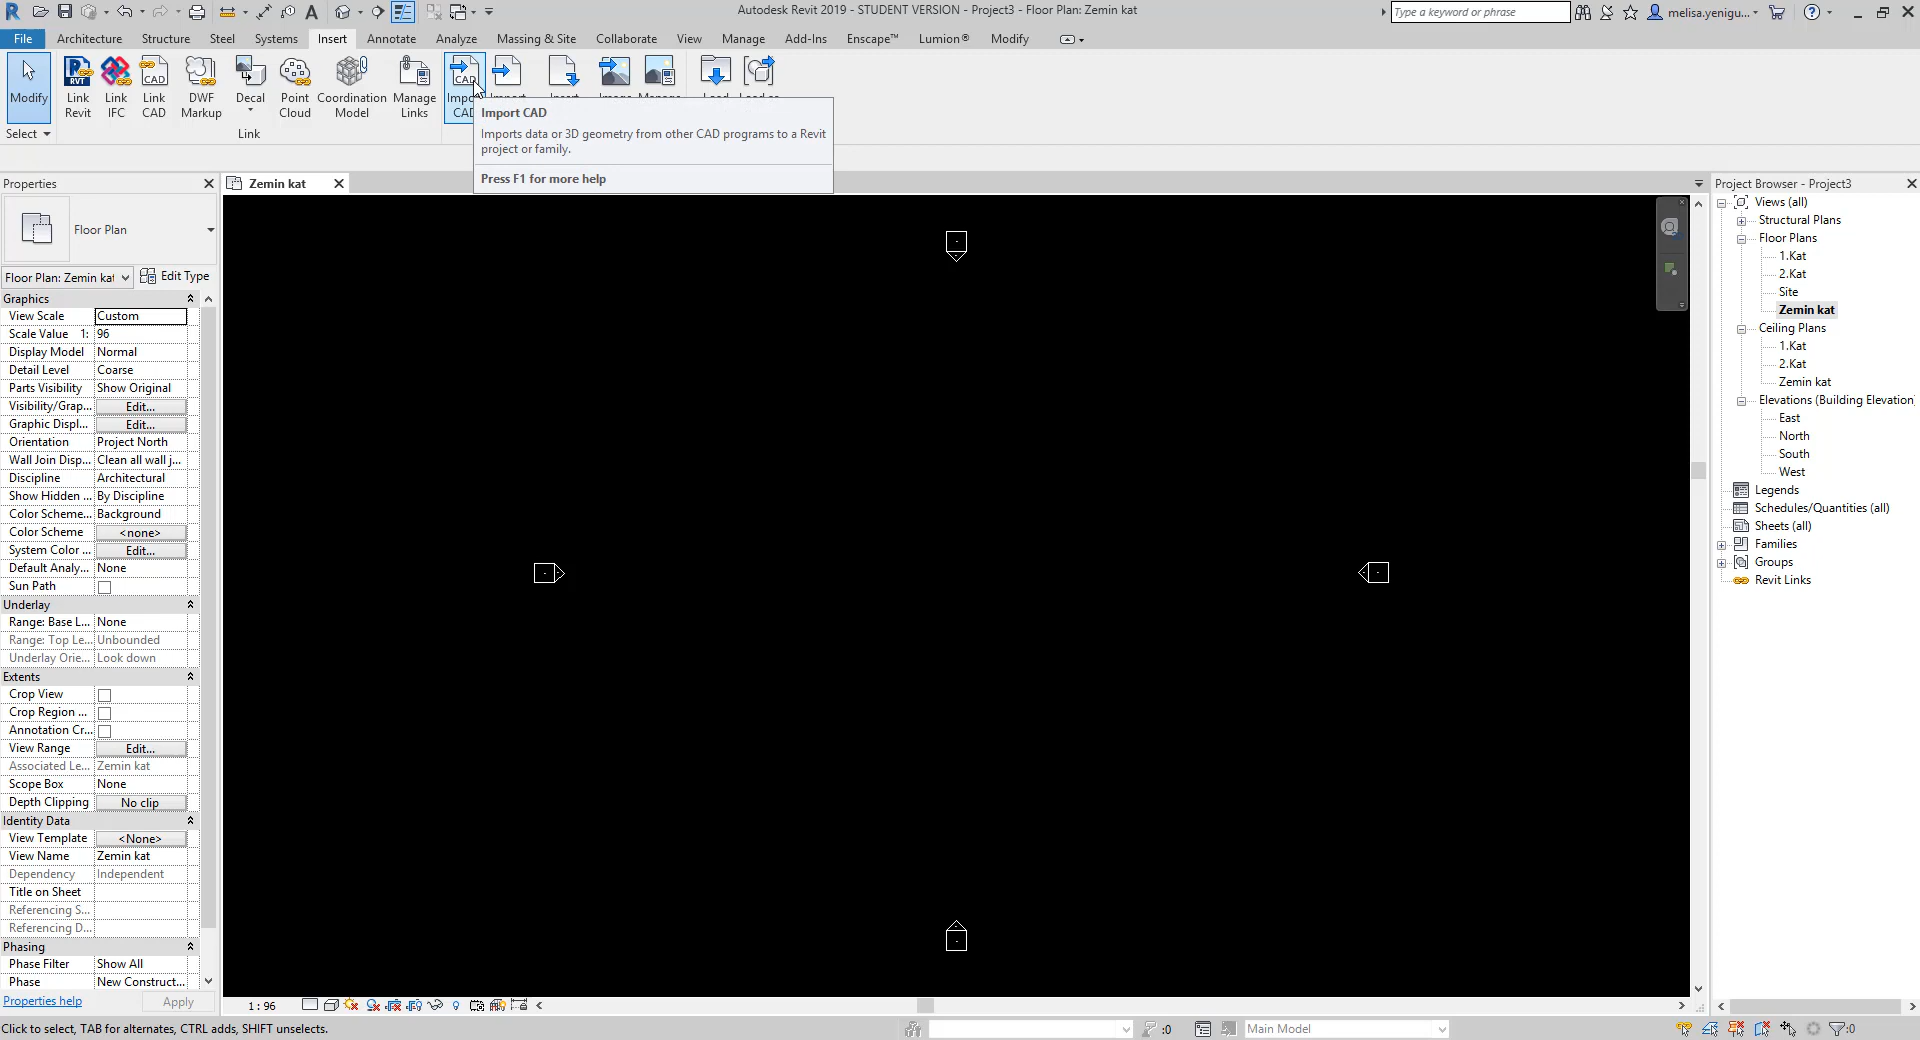 Autodesk Revit 2019 - STUDENT VERSION - Project3 - Floor Plan: Zemin kat
Type a keyword or phrase
melisa.yenigu...
File Architecture Structure Steel Systems Insert Annotate Analyze Massing & Site Collaborate View Manage Add-Ins Enscape™ Lumion® Modify
Modify
Link Revit
Link IFC
Link CAD
DWF Markup
Decal
Point Cloud
Coordination Model
Manage Links
Select
Link
Import CAD
Imports data or 3D geometry from other CAD programs to a Revit
project or family.
Press F1 for more help
Properties
Floor Plan
Floor Plan: Zemin kat
Edit Type
Graphics
View Scale Custom
Scale Value 1: 96
Display Model Normal
Detail Level Coarse
Parts Visibility Show Original
Visibility/Grap... Edit...
Graphic Displ... Edit...
Orientation Project North
Wall Join Disp... Clean all wall j...
Discipline Architectural
Show Hidden ... By Discipline
Color Scheme... Background
Color Scheme <none>
System Color ... Edit...
Default Analy... None
Sun Path
Underlay
Range: Base L... None
Range: Top Le... Unbounded
Underlay Orie... Look down
Extents
Crop View
Crop Region ...
Annotation Cr...
View Range Edit...
Associated Le... Zemin kat
Scope Box None
Depth Clipping No clip
Identity Data
View Template <None>
View Name Zemin kat
Dependency Independent
Title on Sheet
Referencing S...
Referencing D...
Phasing
Phase Filter Show All
Phase New Construct...
Properties help
Apply
Zemin kat
1 : 96
Project Browser - Project3
Views (all)
Structural Plans
Floor Plans
1.Kat
2.Kat
Site
Zemin kat
Ceiling Plans
1.Kat
2.Kat
Zemin kat
Elevations (Building Elevation
East
North
South
West
Legends
Schedules/Quantities (all)
Sheets (all)
Families
Groups
Revit Links
Click to select, TAB for alternates, CTRL adds, SHIFT unselects.
:0
Main Model
:0